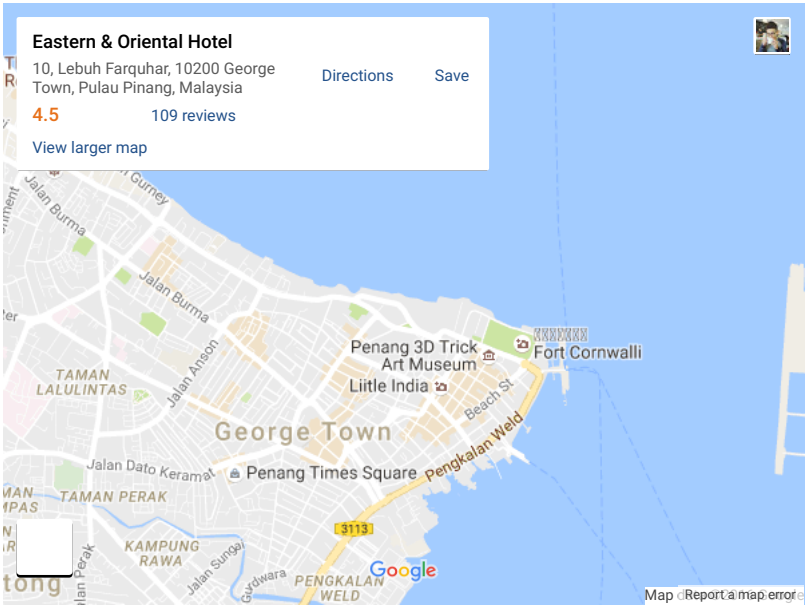 Eastern & Oriental Hotel
10, Lebuh Farquhar, 10200 George
Town, Pulau Pinang, Malaysia
Directions
Save
4.5
109 reviews
View larger map
Gurney
Jalan Burma
Jalan Burma
Jalan Anson
Penang 3D Trick
Art Museum
Fort Cornwalli
Liitle India
Beach St
TAMAN
LALULINTAS
George Town
Pengkalan Weld
Jalan Dato Keramat
Penang Times Square
TAMAN PERAK
3113
KAMPUNG
RAWA
Jalan Sungai
Gurdwara
PENGKALAN
WELD
Perak
tong
Google
Map
Report a map error